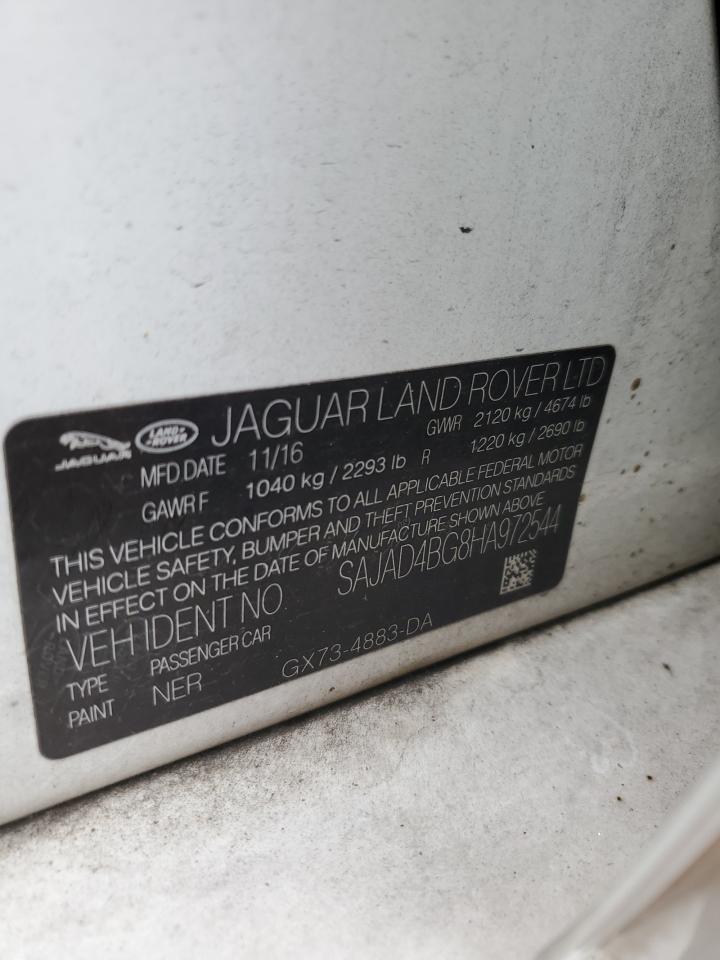 JAGUAR LAND-ROVER JAGUAR LAND ROVER LTD
MFD.DATE 11/16 GVWR 2120 kg / 4674 lb
GAWR F 1040 kg / 2293 lb R 1220 kg / 2690 lb
THIS VEHICLE CONFORMS TO ALL APPLICABLE FEDERAL MOTOR
VEHICLE SAFETY, BUMPER AND THEFT PREVENTION STANDARDS
IN EFFECT ON THE DATE OF MANUFACTURE SHOWN ABOVE
VEH IDENT NO SAJAD4BG8HA972544
TYPE PASSENGER CAR
PAINT NER GX73-4883-DA